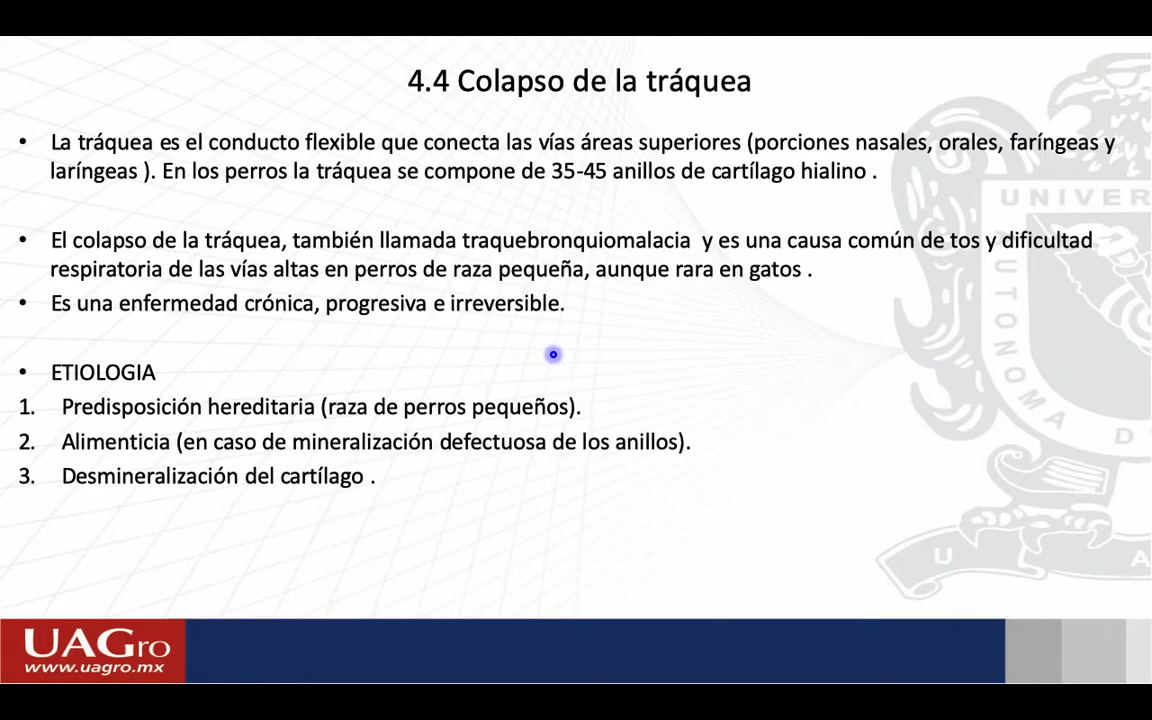 4.4 Colapso de la tráquea
• La tráquea es el conducto flexible que conecta las vías áreas superiores (porciones nasales, orales, faríngeas y
laríngeas ). En los perros la tráquea se compone de 35-45 anillos de cartílago hialino .
• El colapso de la tráquea, también llamada traquebronquiomalacia y es una causa común de tos y dificultad
respiratoria de las vías altas en perros de raza pequeña, aunque rara en gatos .
• Es una enfermedad crónica, progresiva e irreversible.
• ETIOLOGIA
1. Predisposición hereditaria (raza de perros pequeños).
2. Alimenticia (en caso de mineralización defectuosa de los anillos).
3. Desmineralización del cartílago .
UNIVER
AUTONOMA D
U A
UAGro
www.uagro.mx